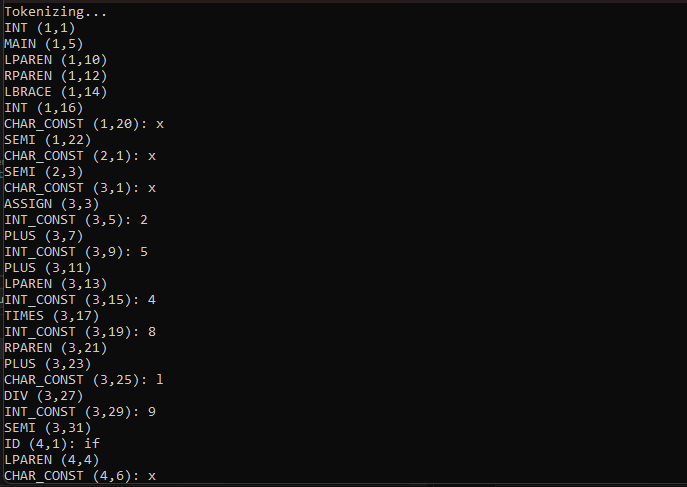 Tokenizing...
INT (1,1)
MAIN (1,5)
LPAREN (1,10)
RPAREN (1,12)
LBRACE (1,14)
INT (1,16)
CHAR_CONST (1,20): x
SEMI (1,22)
CHAR_CONST (2,1): x
SEMI (2,3)
CHAR_CONST (3,1): x
ASSIGN (3,3)
INT_CONST (3,5): 2
PLUS (3,7)
INT_CONST (3,9): 5
PLUS (3,11)
LPAREN (3,13)
INT_CONST (3,15): 4
TIMES (3,17)
INT_CONST (3,19): 8
RPAREN (3,21)
PLUS (3,23)
CHAR_CONST (3,25): l
DIV (3,27)
INT_CONST (3,29): 9
SEMI (3,31)
ID (4,1): if
LPAREN (4,4)
CHAR_CONST (4,6): x